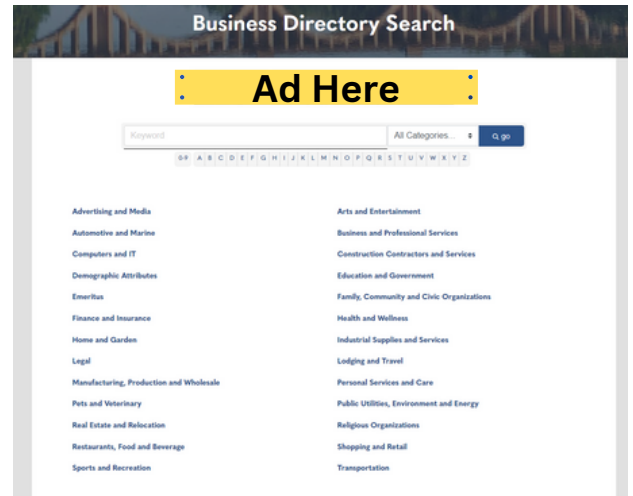 Business Directory Search
Ad Here
Keyword
All Categories...
go
0-9 A B C D E F G H I J K L M N O P Q R S T U V W X Y Z
Advertising and Media
Arts and Entertainment
Automotive and Marine
Business and Professional Services
Computers and IT
Construction Contractors and Services
Demographic Attributes
Education and Government
Emeritus
Family, Community and Civic Organizations
Finance and Insurance
Health and Wellness
Home and Garden
Industrial Supplies and Services
Legal
Lodging and Travel
Manufacturing, Production and Wholesale
Personal Services and Care
Pets and Veterinary
Public Utilities, Environment and Energy
Real Estate and Relocation
Religious Organizations
Restaurants, Food and Beverage
Shopping and Retail
Sports and Recreation
Transportation